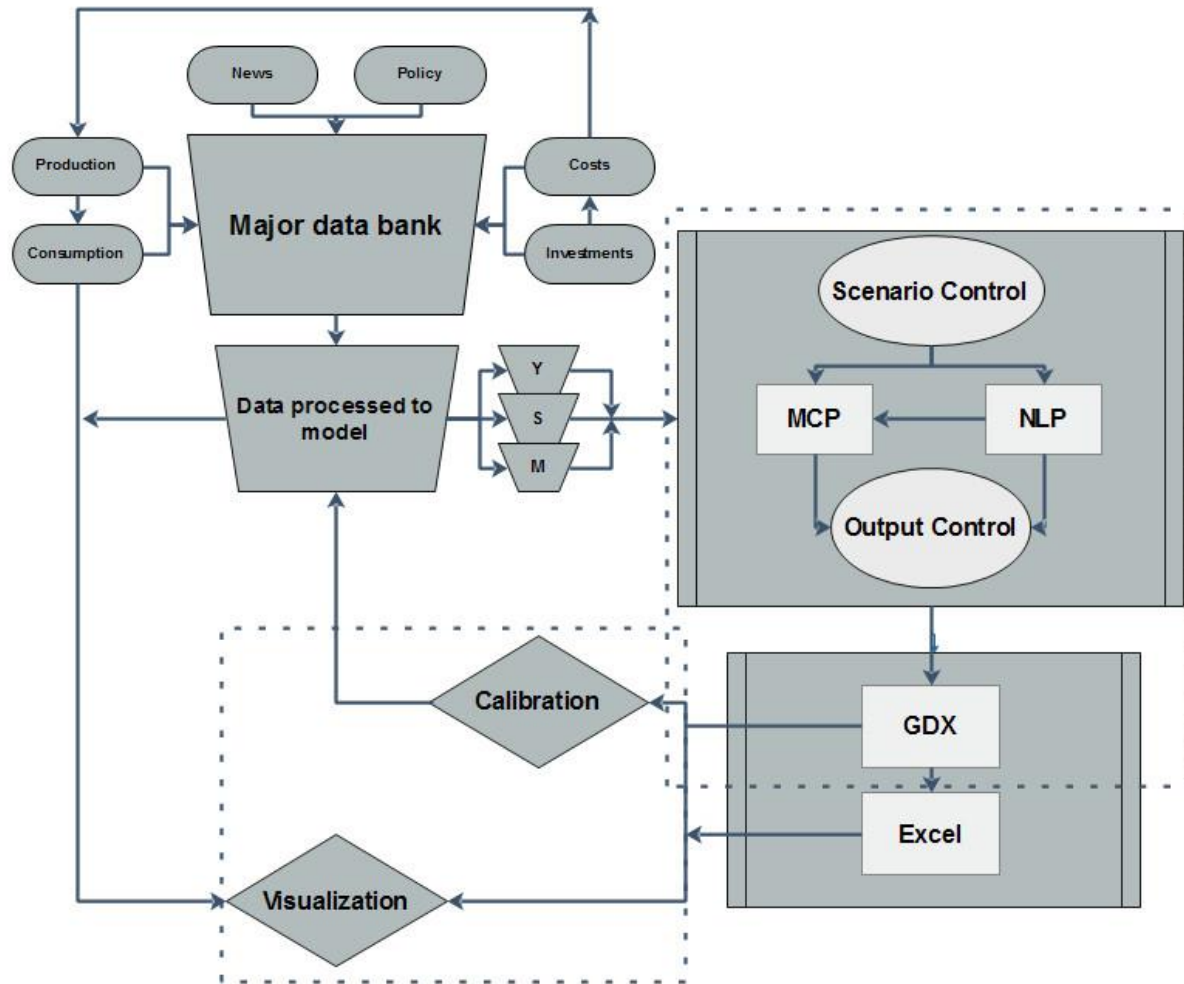 News
Policy
Production
Costs
Major data bank
Consumption
Investments
Scenario Control
Y
Data processed to
model
S
M
MCP
NLP
Output Control
Calibration
GDX
Excel
Visualization